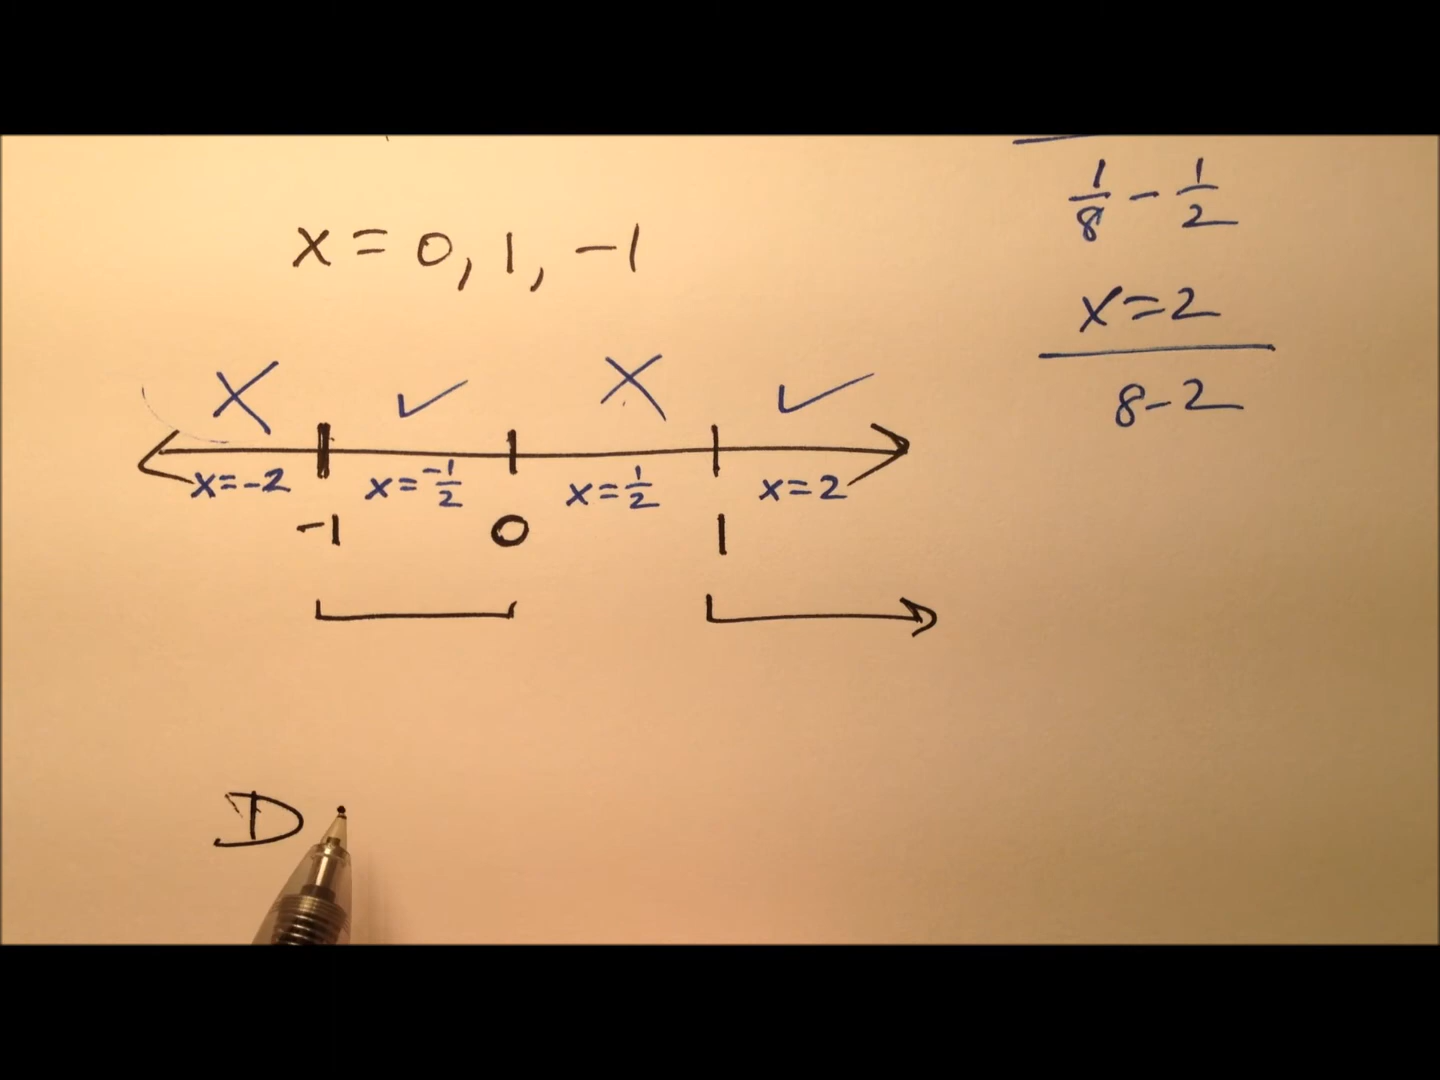 x = 0, 1, -1
X ✓ X ✓
x=-2 x=-1/2 x=1/2 x=2
-1 0 1
D
1/8 - 1/2
x=2
8-2